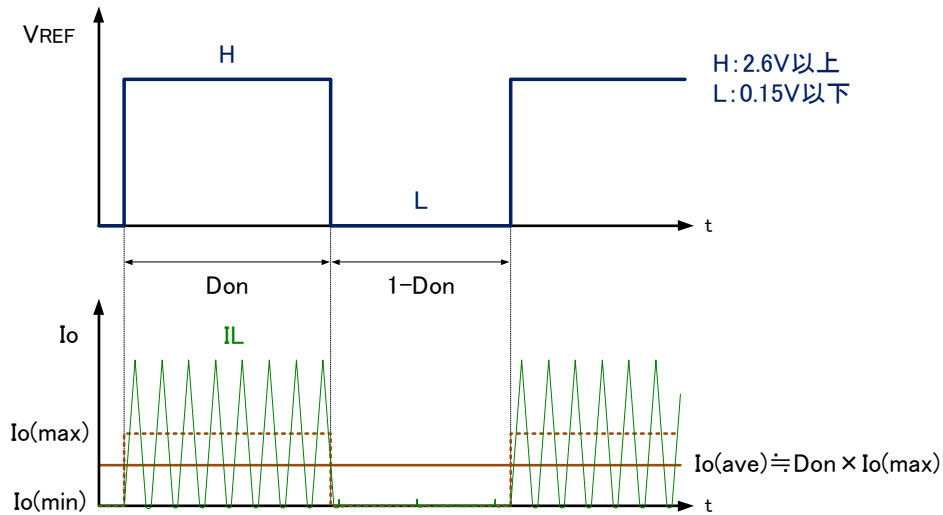 VREF
H
H:2.6V以上
L:0.15V以下
L
t
Don
1-Don
Io
IL
Io(max)
Io(ave)≒Don×Io(max)
Io(min)
t